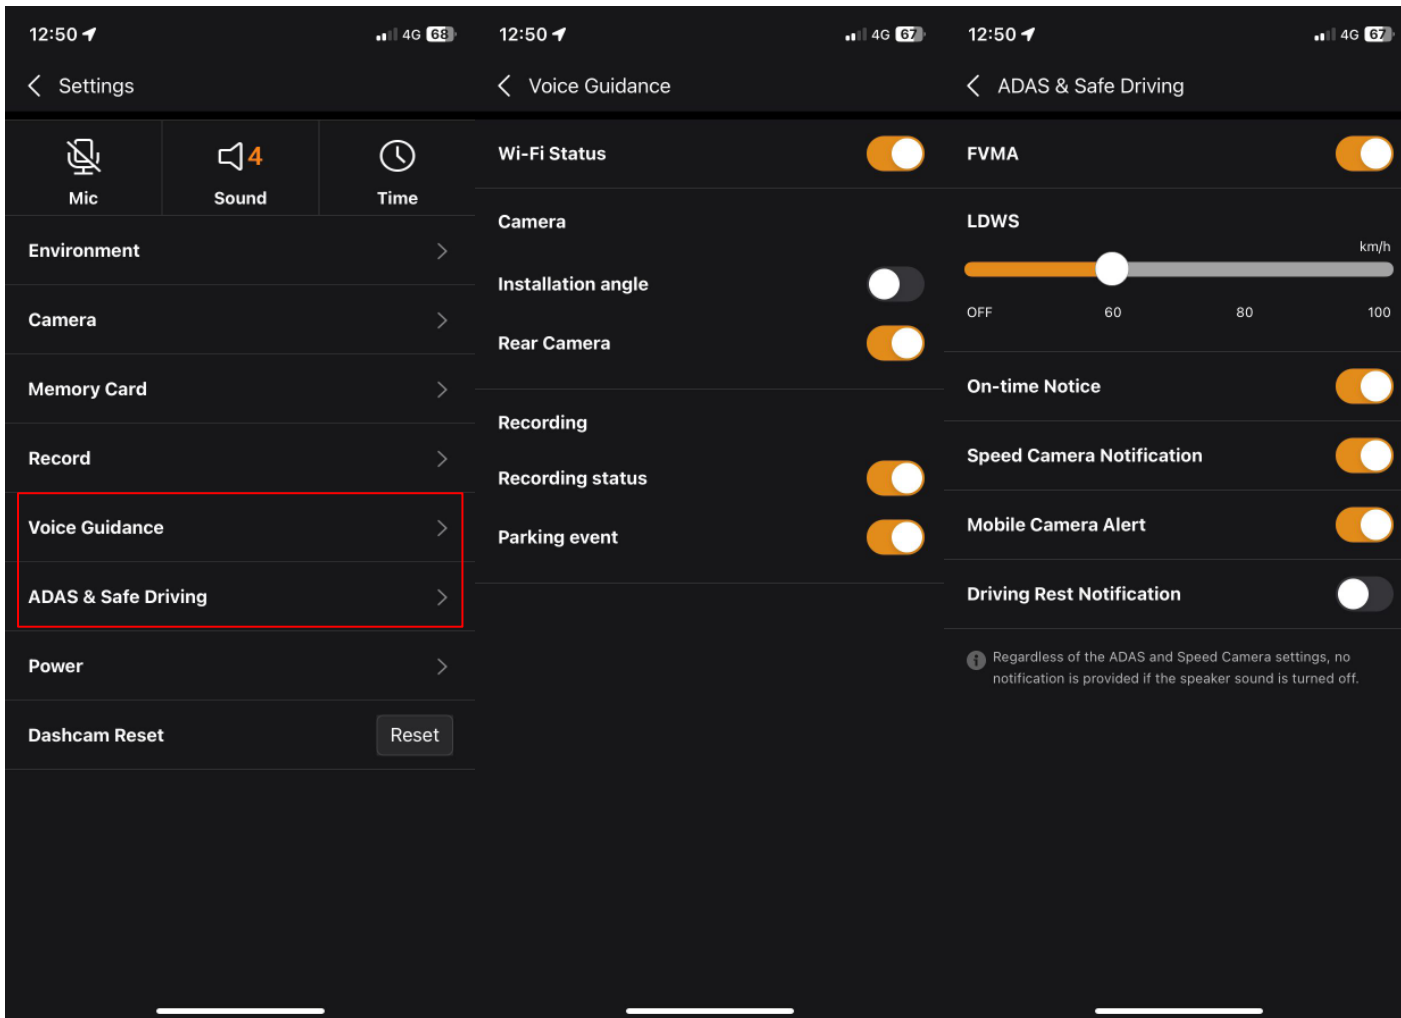 12:50
4G 68
Settings
Mic
4
Sound
Time
Environment
Camera
Memory Card
Record
Voice Guidance
ADAS & Safe Driving
Power
Dashcam Reset
Reset
12:50
4G 67
Voice Guidance
Wi-Fi Status
Camera
Installation angle
Rear Camera
Recording
Recording status
Parking event
12:50
4G 67
ADAS & Safe Driving
FVMA
LDWS
km/h
OFF 60 80 100
On-time Notice
Speed Camera Notification
Mobile Camera Alert
Driving Rest Notification
Regardless of the ADAS and Speed Camera settings, no
notification is provided if the speaker sound is turned off.